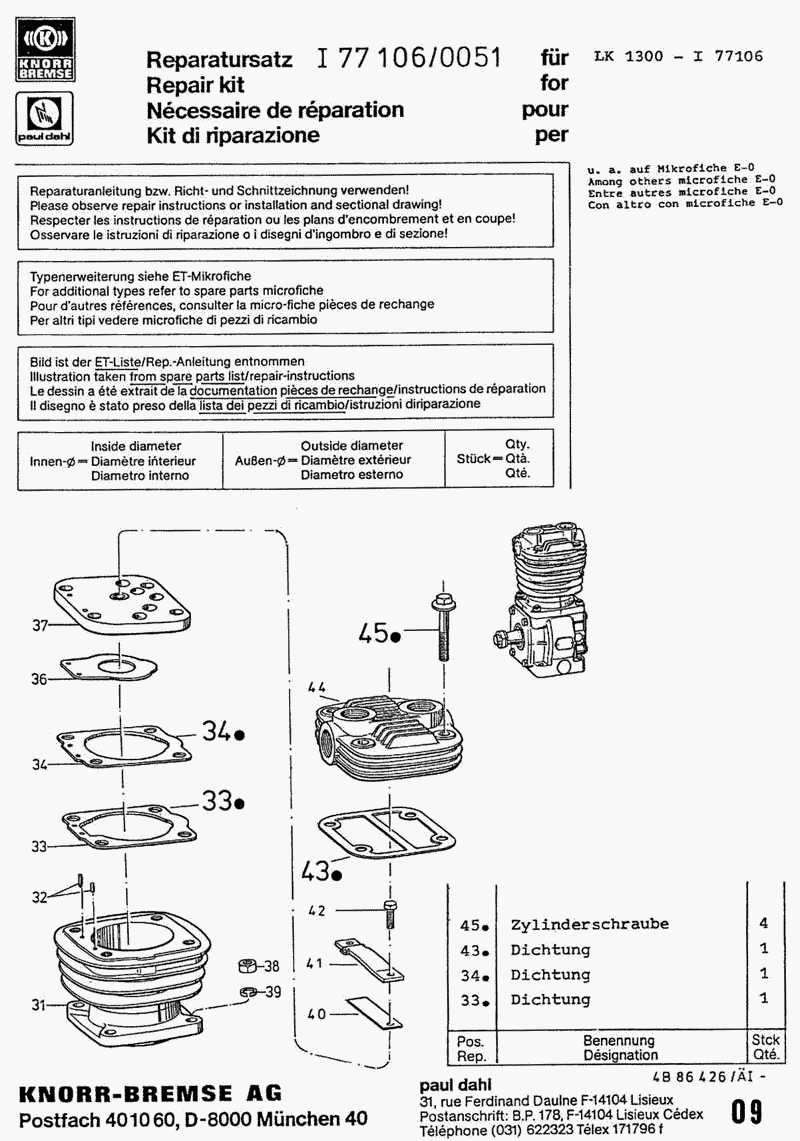 KNORR
BREMSE
paul dahl
Reparatursatz I 77 106/0051 für LK 1300 - I 77106
Repair kit for
Nécessaire de réparation pour
Kit di riparazione per
u. a. auf Mikrofiche E-0
Among others microfiche E-0
Entre autres microfiche E-0
Con altro con microfiche E-0
Reparaturanleitung bzw. Richt- und Schnittzeichnung verwenden!
Please observe repair instructions or installation and sectional drawing!
Respecter les instructions de réparation ou les plans d'encombrement et en coupe!
Osservare le istruzioni di riparazione o i disegni d'ingombro e di sezione!
Typenerweiterung siehe ET-Mikrofiche
For additional types refer to spare parts microfiche
Pour d'autres références, consulter la micro-fiche pièces de rechange
Per altri tipi vedere microfiche di pezzi di ricambio
Bild ist der ET-Liste/Rep.-Anleitung entnommen
Illustration taken from spare parts list/repair-instructions
Le dessin a été extrait de la documentation pièces de rechange/instructions de réparation
Il disegno è stato preso della lista dei pezzi di ricambio/istruzioni diriparazione
Inside diameter
Innen-ø = Diamètre intérieur
Diametro interno
Outside diameter
Außen-ø = Diamètre extérieur
Diametro esterno
Qty.
Stück = Qtà.
Qté.
37
36
34
34●
33
33●
32
31
38
39
45●
44
43●
42
41
40
45● Zylinderschraube 4
43● Dichtung 1
34● Dichtung 1
33● Dichtung 1
Pos. Benennung Stck
Rep. Désignation Qté.
4B 86 426/ÄI -
KNORR-BREMSE AG
Postfach 40 10 60, D-8000 München 40
paul dahl
31, rue Ferdinand Daulne F-14104 Lisieux
Postanschrift: B.P. 178, F-14104 Lisieux Cédex
Téléphone (031) 622323 Télex 171796 f
09